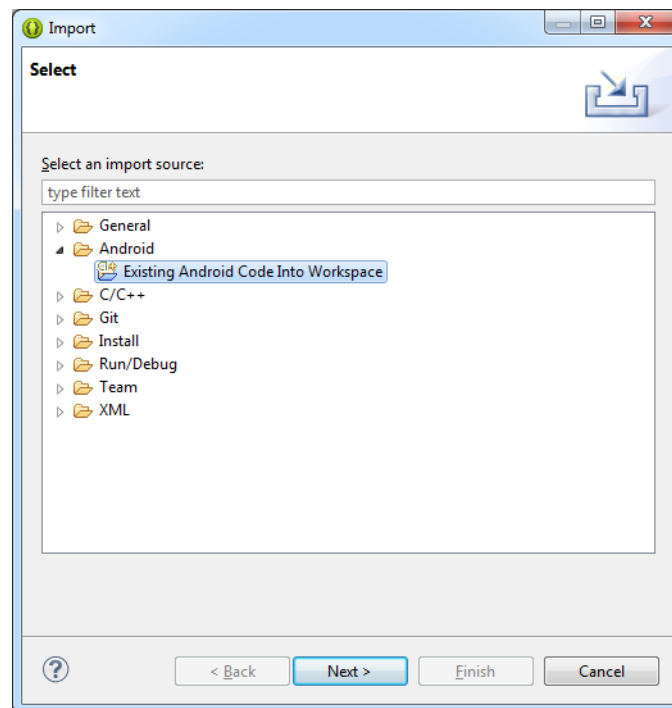 Import
Select
Select an import source:
type filter text
General
Android
Existing Android Code Into Workspace
C/C++
Git
Install
Run/Debug
Team
XML
? < Back Next > Finish Cancel